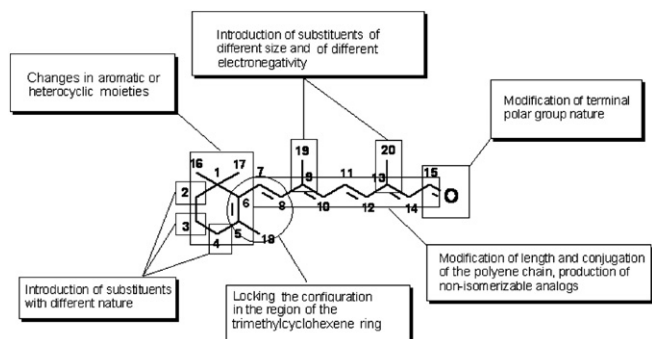 Introduction of substituents of
different size and of different
electronegativity
Changes in aromatic or
heterocyclic moieties
Modification of terminal
polar group nature
19
20
16
17
7
11
15
1
9
13
O
2
6
8
10
12
14
3
5
18
4
Introduction of substituents
with different nature
Locking the configuration
in the region of the
trimethylcyclohexene ring
Modification of length and conjugation
of the polyene chain, production of
non-isomerizable analogs